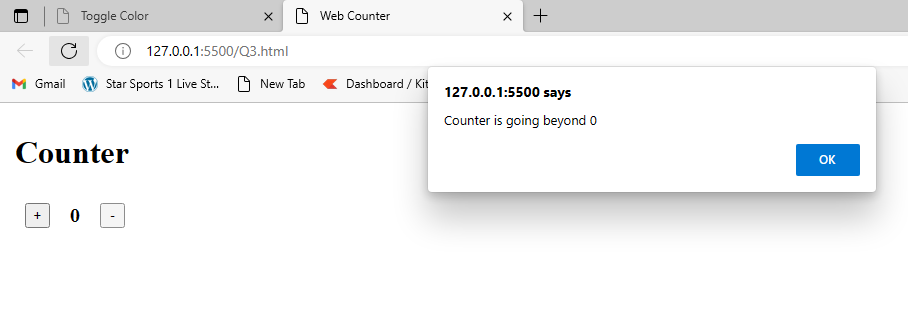 Toggle Color
Web Counter
127.0.0.1:5500/Q3.html
Gmail
Star Sports 1 Live St...
New Tab
Dashboard / Kit
127.0.0.1:5500 says
Counter is going beyond 0
OK
Counter
+ 0 -